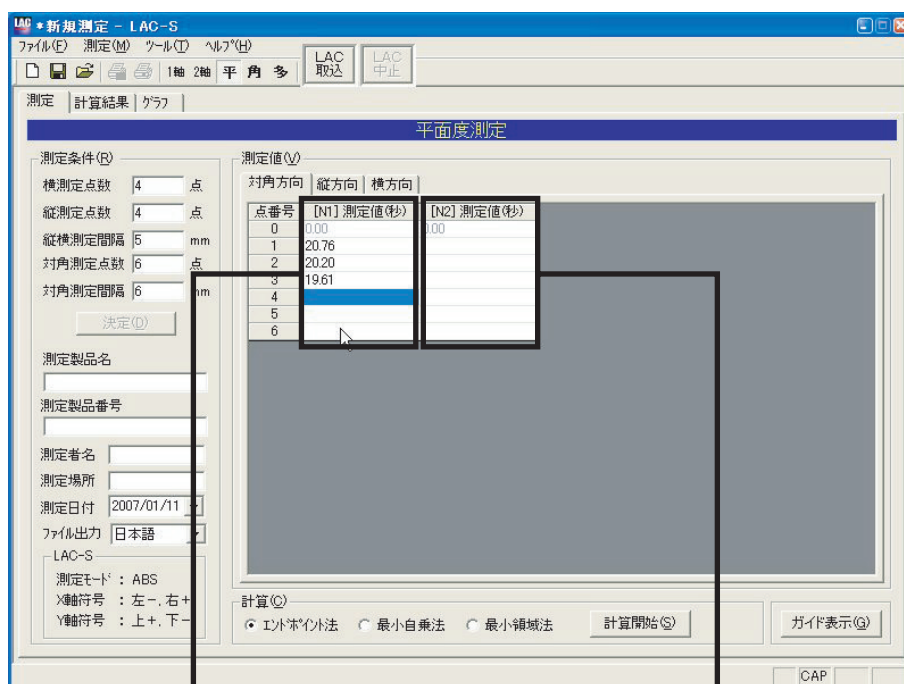 *新規測定 - LAC-S
ファイル(F) 測定(M) ツール(T) ヘルプ(H)
1軸 2軸 平 角 多 LAC取込 LAC中止
測定 計算結果 グラフ
平面度測定
測定条件(R)
横測定点数 4 点
縦測定点数 4 点
縦横測定間隔 5 mm
対角測定点数 6 点
対角測定間隔 6 mm
決定(D)
測定製品名
測定製品番号
測定者名
測定場所
測定日付 2007/01/11
ファイル出力 日本語
LAC-S
測定モード : ABS
X軸符号 : 左-, 右+
Y軸符号 : 上+, 下-
測定値(V)
対角方向 縦方向 横方向
点番号 [N1] 測定値(秒) [N2] 測定値(秒)
0 0.00 0.00
1 20.76
2 20.20
3 19.61
4
5
6
計算(C)
エンドポイント法 最小自乗法 最小領域法 計算開始(S) ガイド表示(G)
CAP